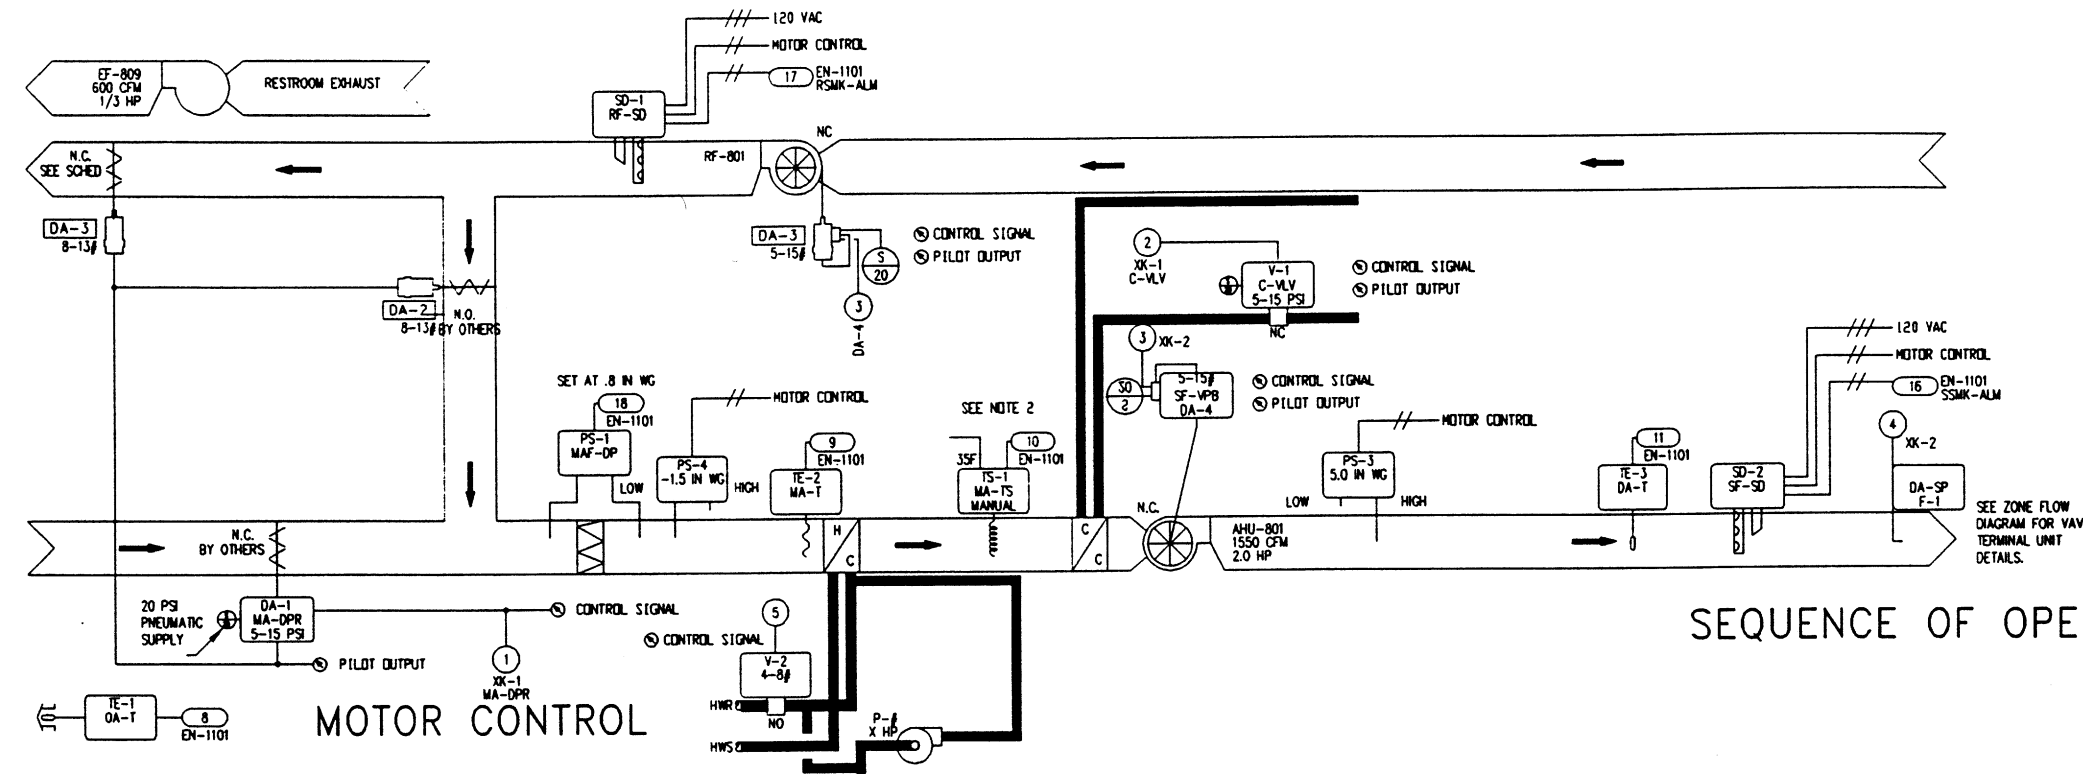 120 VAC
MOTOR CONTROL
17
EN-1101
RSMK-ALM
EF-809
600 CFM
1/3 HP
RESTROOM EXHAUST
SD-1
RF-SD
NC
RF-801
N.C.
SEE SCHED
DA-3
8-13#
DA-3
5-15#
S
20
3
DA-4
CONTROL SIGNAL
PILOT OUTPUT
2
XK-1
C-VLV
V-1
C-VLV
5-15 PSI
NC
CONTROL SIGNAL
PILOT OUTPUT
DA-2
8-13#
N.O.
BY OTHERS
3
XK-2
SO
2
5-15#
SF-VPB
DA-4
CONTROL SIGNAL
PILOT OUTPUT
120 VAC
MOTOR CONTROL
16
EN-1101
SSMK-ALM
SET AT .8 IN WG
18
EN-1101
PS-1
MAF-DP
LOW
MOTOR CONTROL
PS-4
-1.5 IN WG
HIGH
9
EN-1101
TE-2
MA-T
SEE NOTE 2
35F
10
EN-1101
TS-1
MA-TS
MANUAL
MOTOR CONTROL
PS-3
5.0 IN WG
LOW
HIGH
11
EN-1101
TE-3
DA-T
SD-2
SF-SD
4
XK-2
DA-SP
F-1
SEE ZONE FLOW
DIAGRAM FOR VAV
TERMINAL UNIT
DETAILS.
N.C.
BY OTHERS
H
C
C
C
N.C.
AHU-801
1550 CFM
2.0 HP
20 PSI
PNEUMATIC
SUPPLY
DA-1
MA-DPR
5-15 PSI
CONTROL SIGNAL
PILOT OUTPUT
1
XK-1
MA-DPR
CONTROL SIGNAL
5
V-2
4-8#
HWR
NO
HWS
P-#
X HP
TE-1
OA-T
8
EN-1101
MOTOR CONTROL
SEQUENCE OF OPE